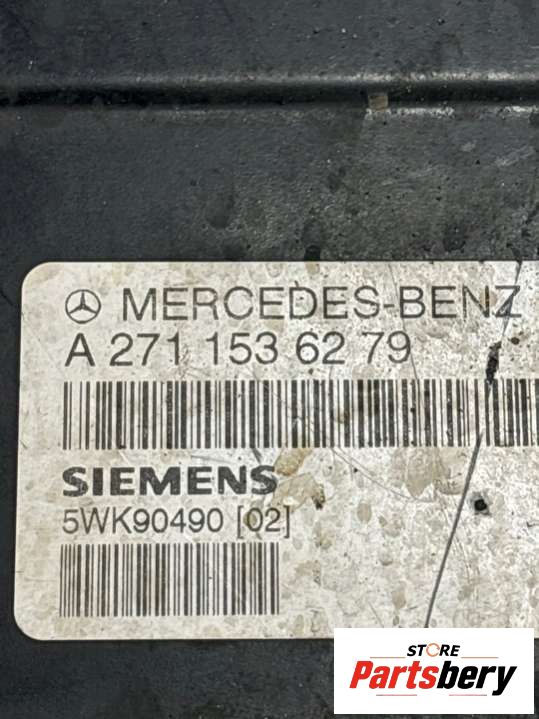 MERCEDES-BENZ
A 271 153 62 79
SIEMENS
5WK90490 [02]
STORE
Partsbery